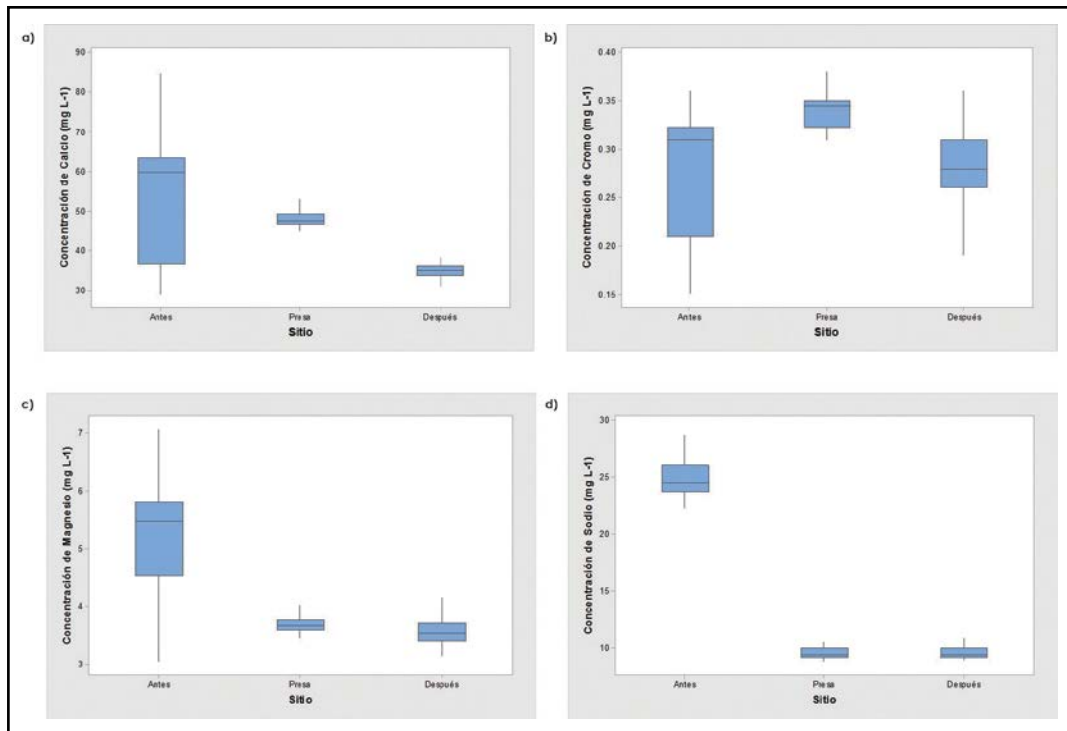 a)
Concentración de Calcio (mg L-1)
90
80
70
60
50
40
30
Antes
Presa
Después
Sitio
b)
Concentración de Cromo (mg L-1)
0.40
0.35
0.30
0.25
0.20
0.15
Antes
Presa
Después
Sitio
c)
Concentración de Magnesio (mg L-1)
7
6
5
4
3
Antes
Presa
Después
Sitio
d)
Concentración de Sodio (mg L-1)
30
25
20
15
10
Antes
Presa
Después
Sitio